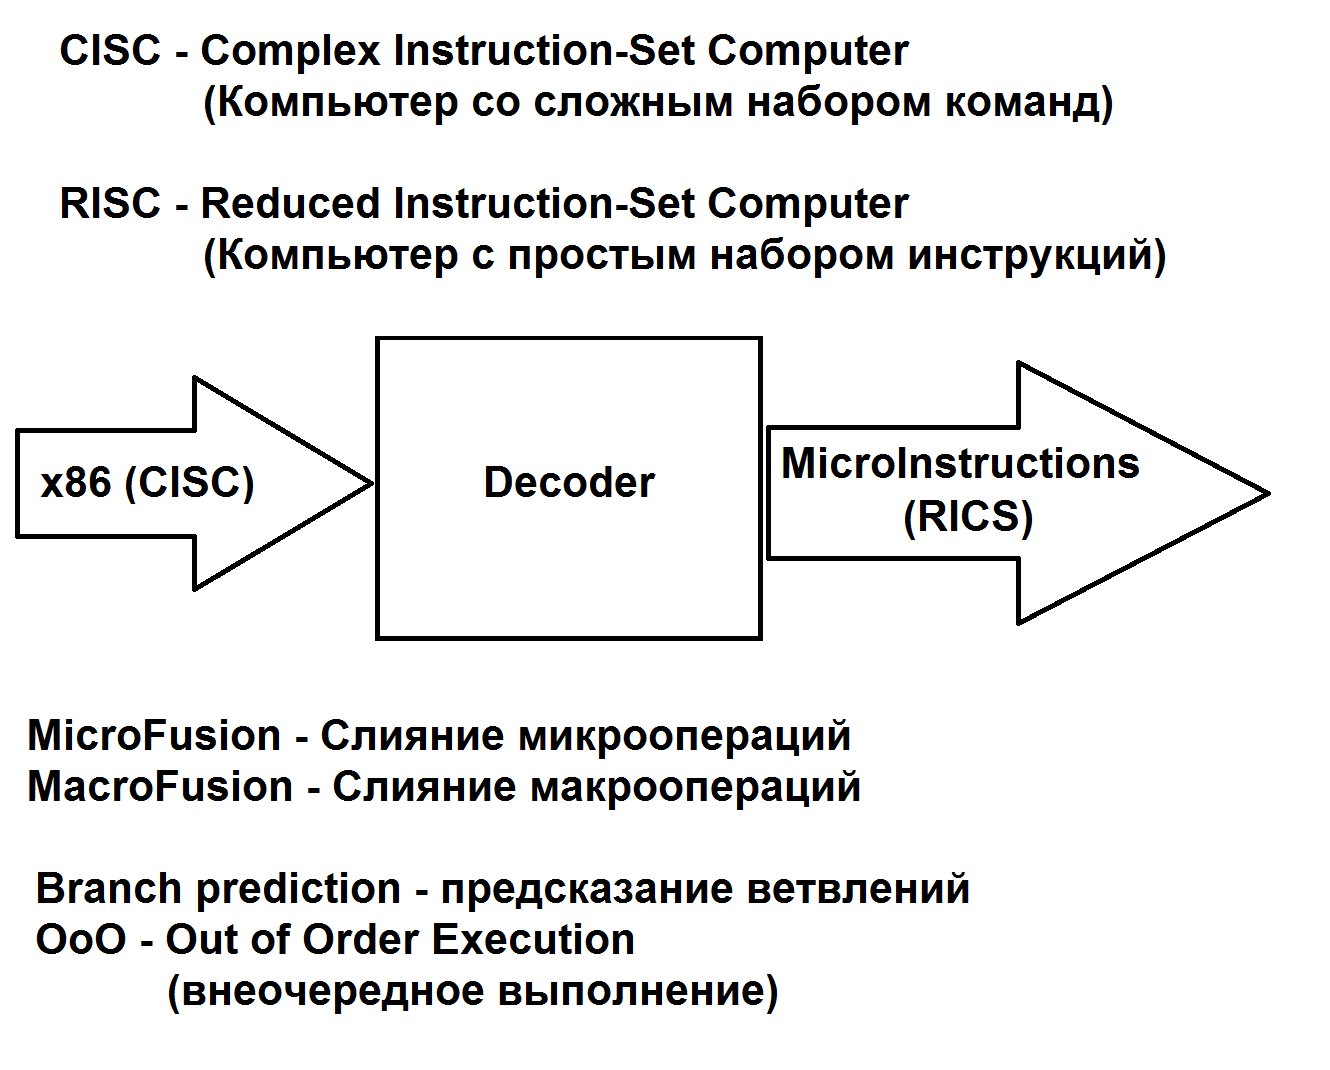 CISC - Complex Instruction-Set Computer
(Компьютер со сложным набором команд)
RISC - Reduced Instruction-Set Computer
(Компьютер с простым набором инструкций)
x86 (CISC)
Decoder
MicroInstructions
(RICS)
MicroFusion - Слияние микроопераций
MacroFusion - Слияние макроопераций
Branch prediction - предсказание ветвлений
OoO - Out of Order Execution
(внеочередное выполнение)